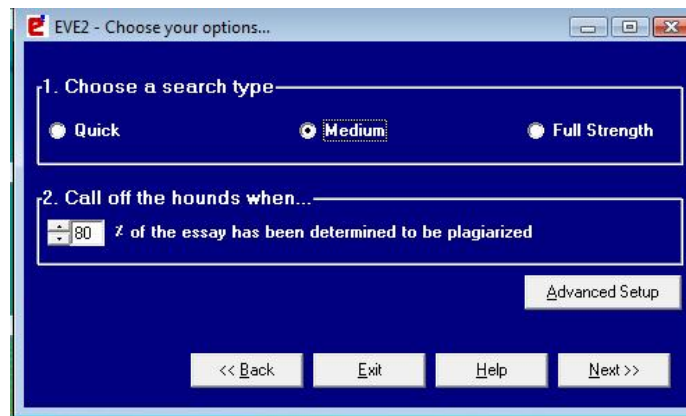 EVE2 - Choose your options...
1. Choose a search type
Quick Medium Full Strength
2. Call off the hounds when...
80 % of the essay has been determined to be plagiarized
Advanced Setup
<< Back Exit Help Next >>